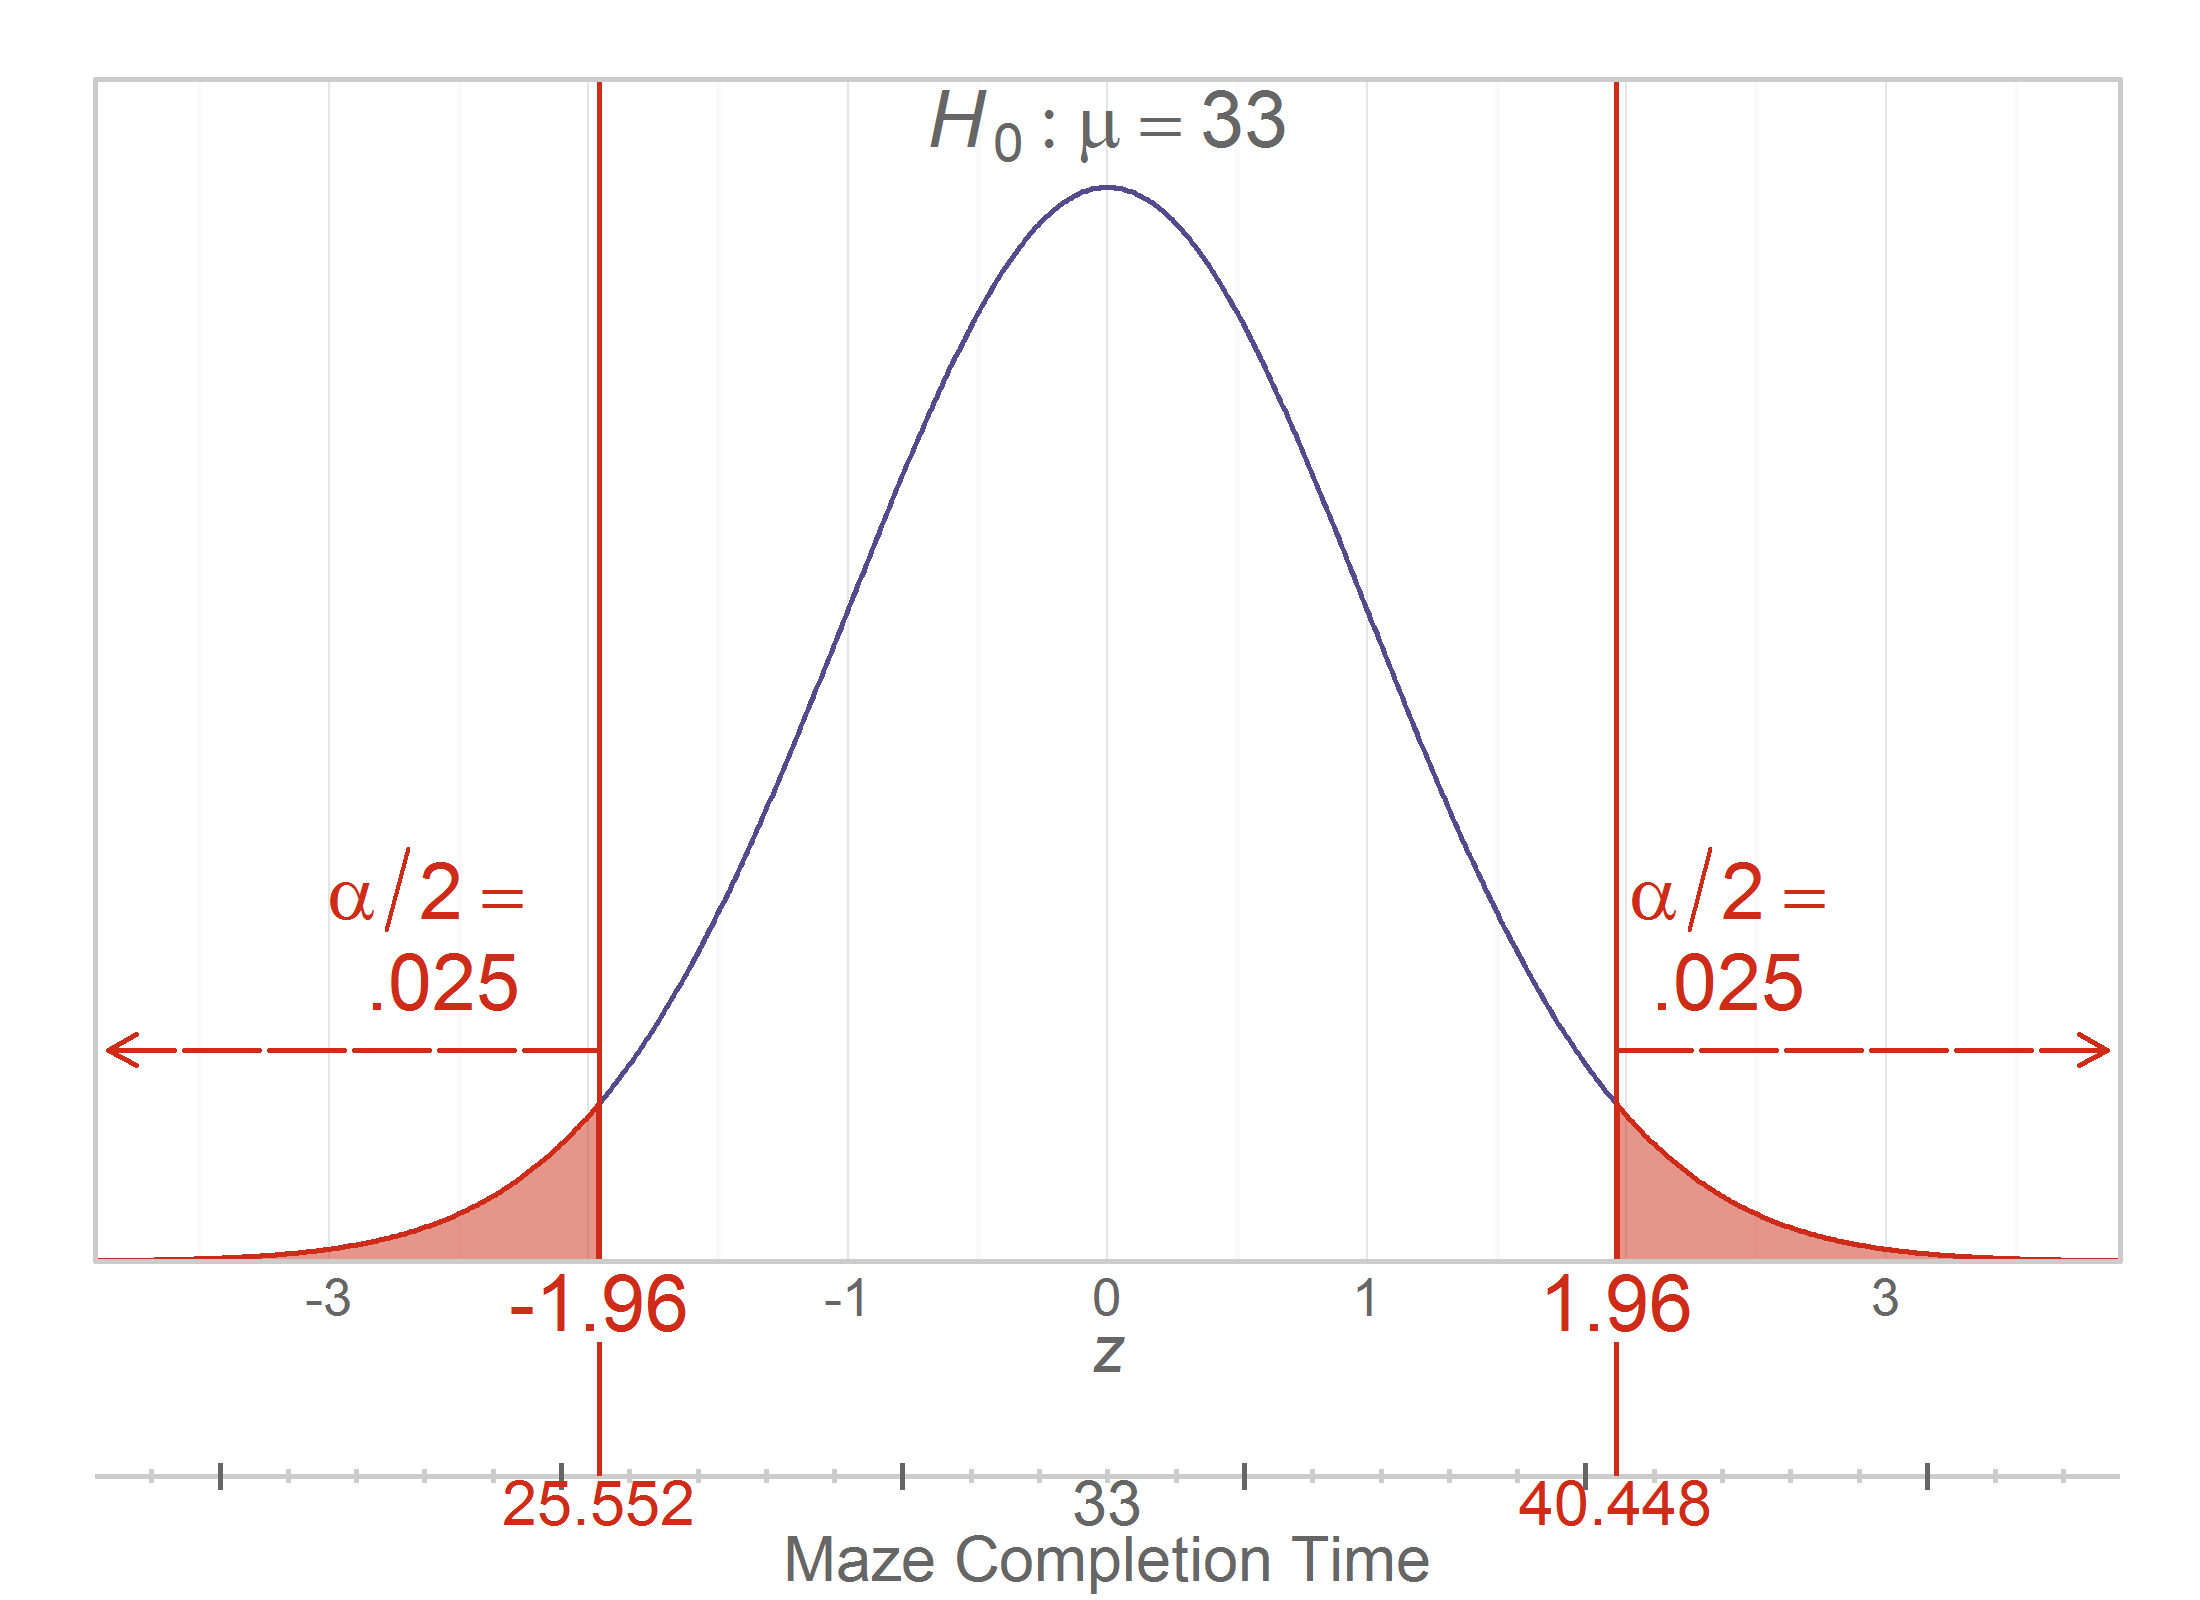 H0 : μ = 33
α/2 =
.025
α/2 =
.025
-3 -1.96 -1 0 1 1.96 3
z
25.552 33 40.448
Maze Completion Time